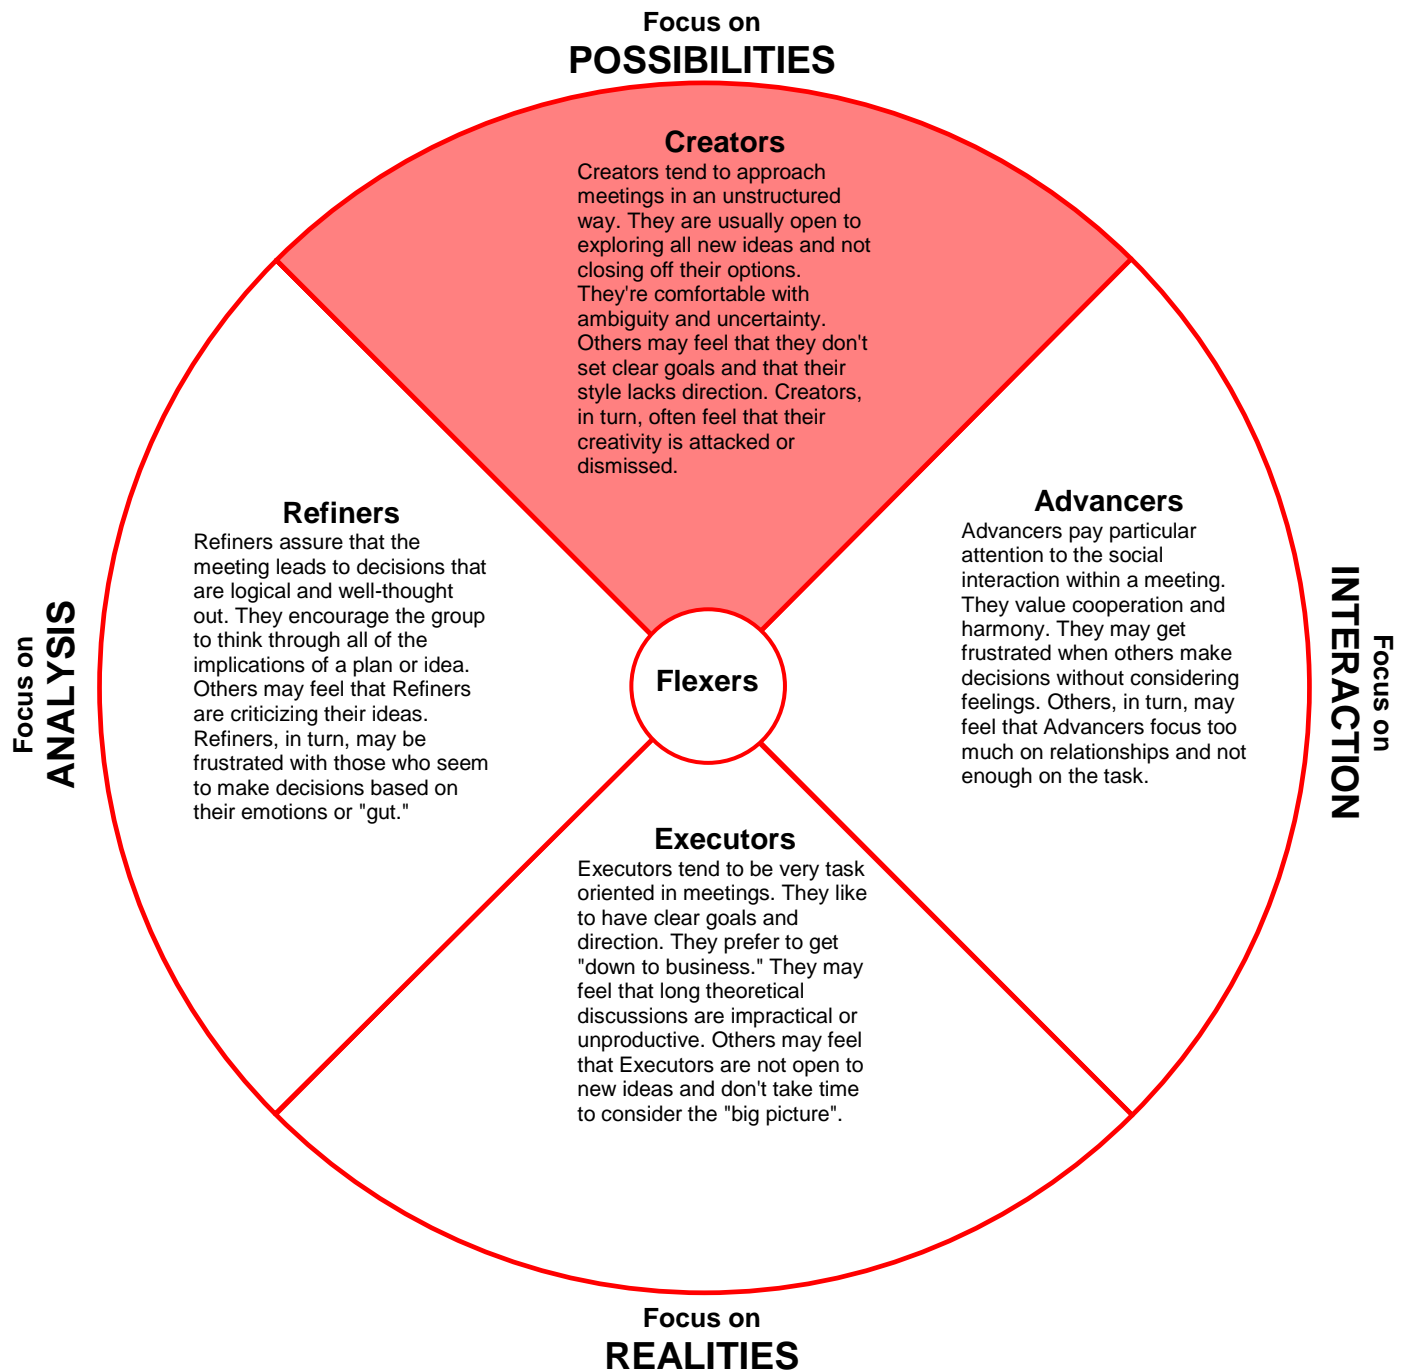 Focus on
POSSIBILITIES
Creators
Creators tend to approach
meetings in an unstructured
way. They are usually open to
exploring all new ideas and not
closing off their options.
They're comfortable with
ambiguity and uncertainty.
Others may feel that they don't
set clear goals and that their
style lacks direction. Creators,
in turn, often feel that their
creativity is attacked or
dismissed.
Focus on
ANALYSIS
Refiners
Refiners assure that the
meeting leads to decisions that
are logical and well-thought
out. They encourage the group
to think through all of the
implications of a plan or idea.
Others may feel that Refiners
are criticizing their ideas.
Refiners, in turn, may be
frustrated with those who seem
to make decisions based on
their emotions or "gut."
Flexers
Advancers
Advancers pay particular
attention to the social
interaction within a meeting.
They value cooperation and
harmony. They may get
frustrated when others make
decisions without considering
feelings. Others, in turn, may
feel that Advancers focus too
much on relationships and not
enough on the task.
Focus on
INTERACTION
Executors
Executors tend to be very task
oriented in meetings. They like
to have clear goals and
direction. They prefer to get
"down to business." They may
feel that long theoretical
discussions are impractical or
unproductive. Others may feel
that Executors are not open to
new ideas and don't take time
to consider the "big picture".
Focus on
REALITIES